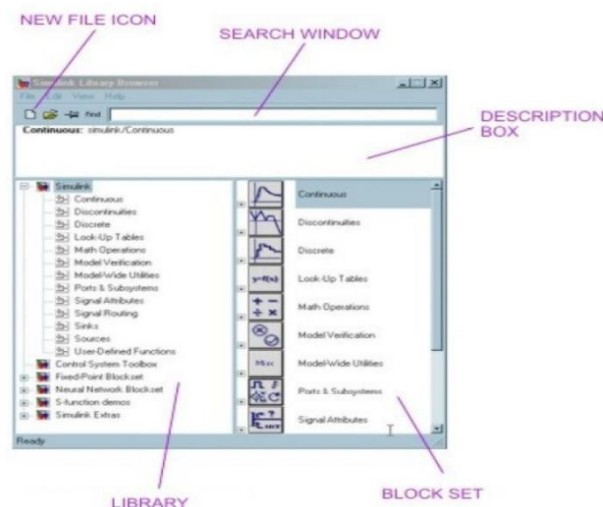 NEW FILE ICON
SEARCH WINDOW
Simulink Library Browser
File Edit View Help
Find
Continuous: simulink/Continuous
DESCRIPTION
BOX
Simulink
Continuous
Discontinuities
Discrete
Look-Up Tables
Math Operations
Model Verification
Model-Wide Utilities
Ports & Subsystems
Signal Attributes
Signal Routing
Sinks
Sources
User-Defined Functions
Control System Toolbox
Fixed-Point Blockset
Neural Network Blockset
S-function demos
Simulink Extras
Continuous
Discontinuities
Discrete
y=f(x) Look-Up Tables
+ - ÷ × Math Operations
Model Verification
Misc Model-Wide Utilities
Ports & Subsystems
Signal Attributes
Ready
LIBRARY
BLOCK SET